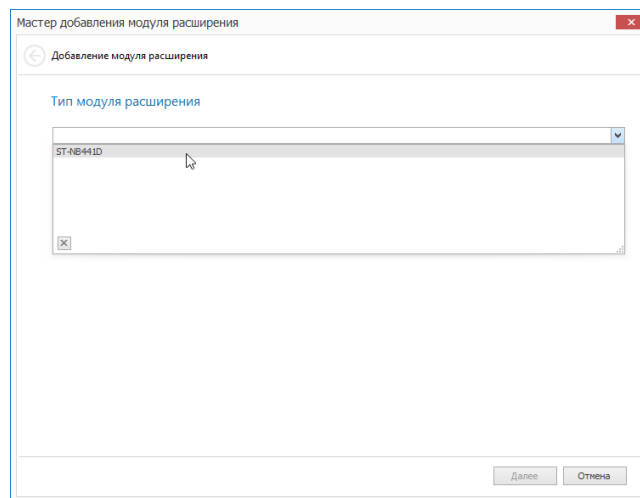 Мастер добавления модуля расширения
Добавление модуля расширения
Тип модуля расширения
ST-NB441D
Далее
Отмена